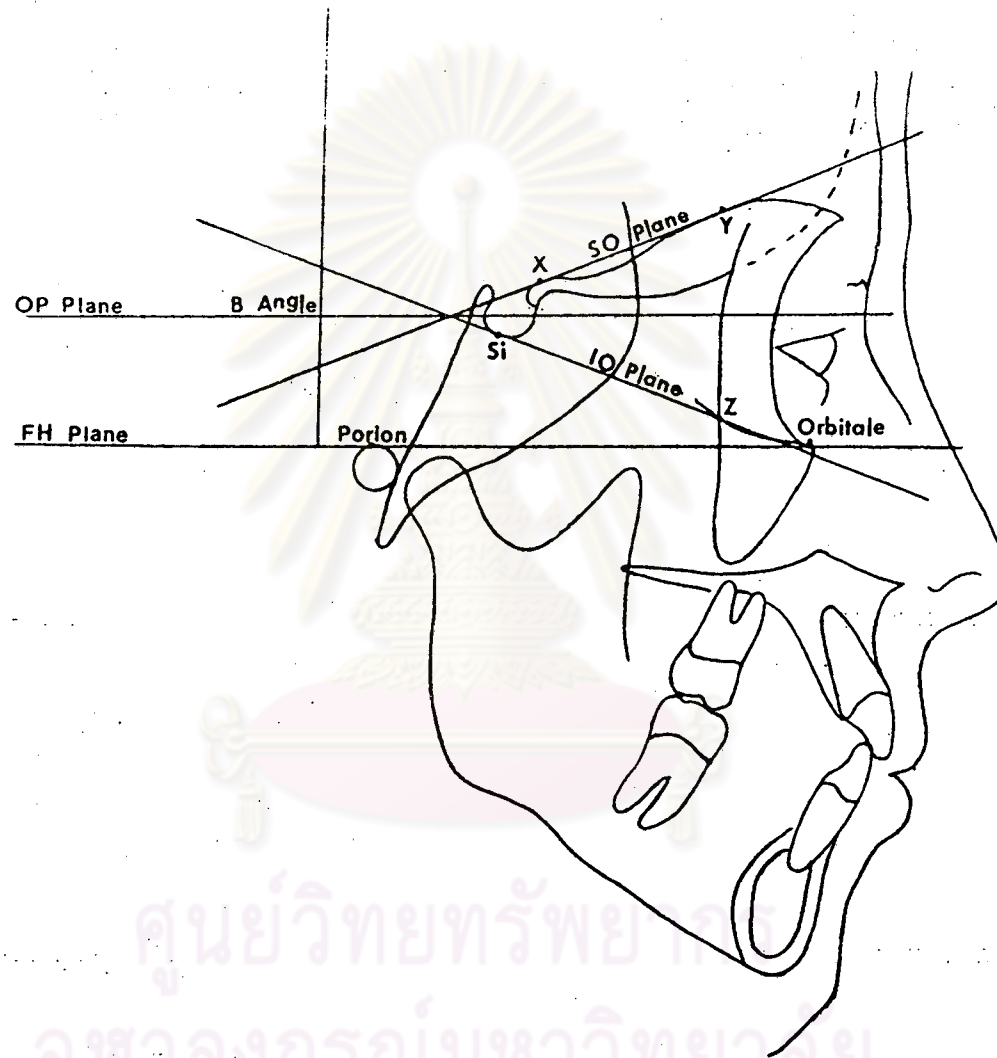 SO Plane
Y
X
OP Plane
B Angle
Si
IO Plane
Z
FH Plane
Porion
Orbitale
ศูนย์วิทยทรัพยากร
จุฬาลงกรณ์มหาวิทยาลัย